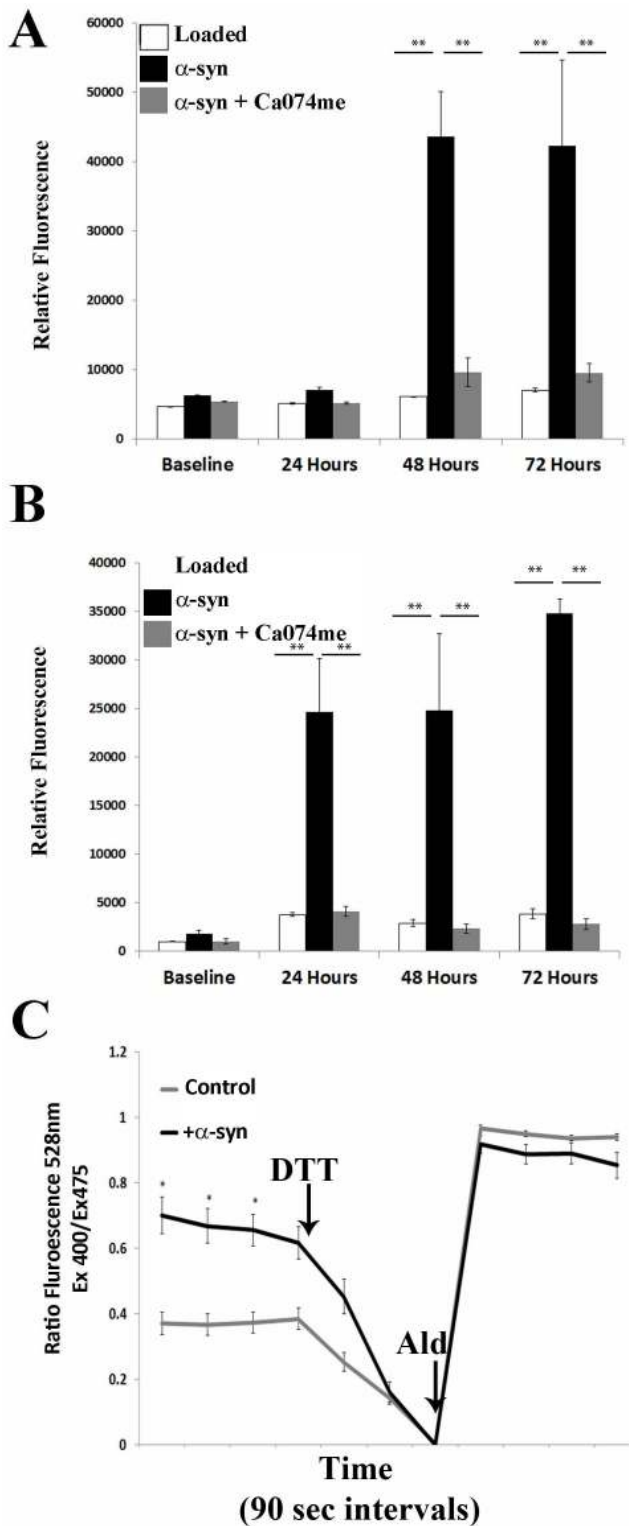 A
Loaded
α-syn
α-syn + Ca074me
** ** ** **
60000
50000
40000
30000
20000
10000
0
Relative Fluorescence
Baseline 24 Hours 48 Hours 72 Hours
B
Loaded
α-syn
α-syn + Ca074me
** ** ** ** ** **
40000
35000
30000
25000
20000
15000
10000
5000
0
Relative Fluorescence
Baseline 24 Hours 48 Hours 72 Hours
C
Control
+α-syn
DTT
Ald
* * *
1.2
1
0.8
0.6
0.4
0.2
0
Ratio Fluroescence 528nm
Ex 400/Ex475
Time
(90 sec intervals)